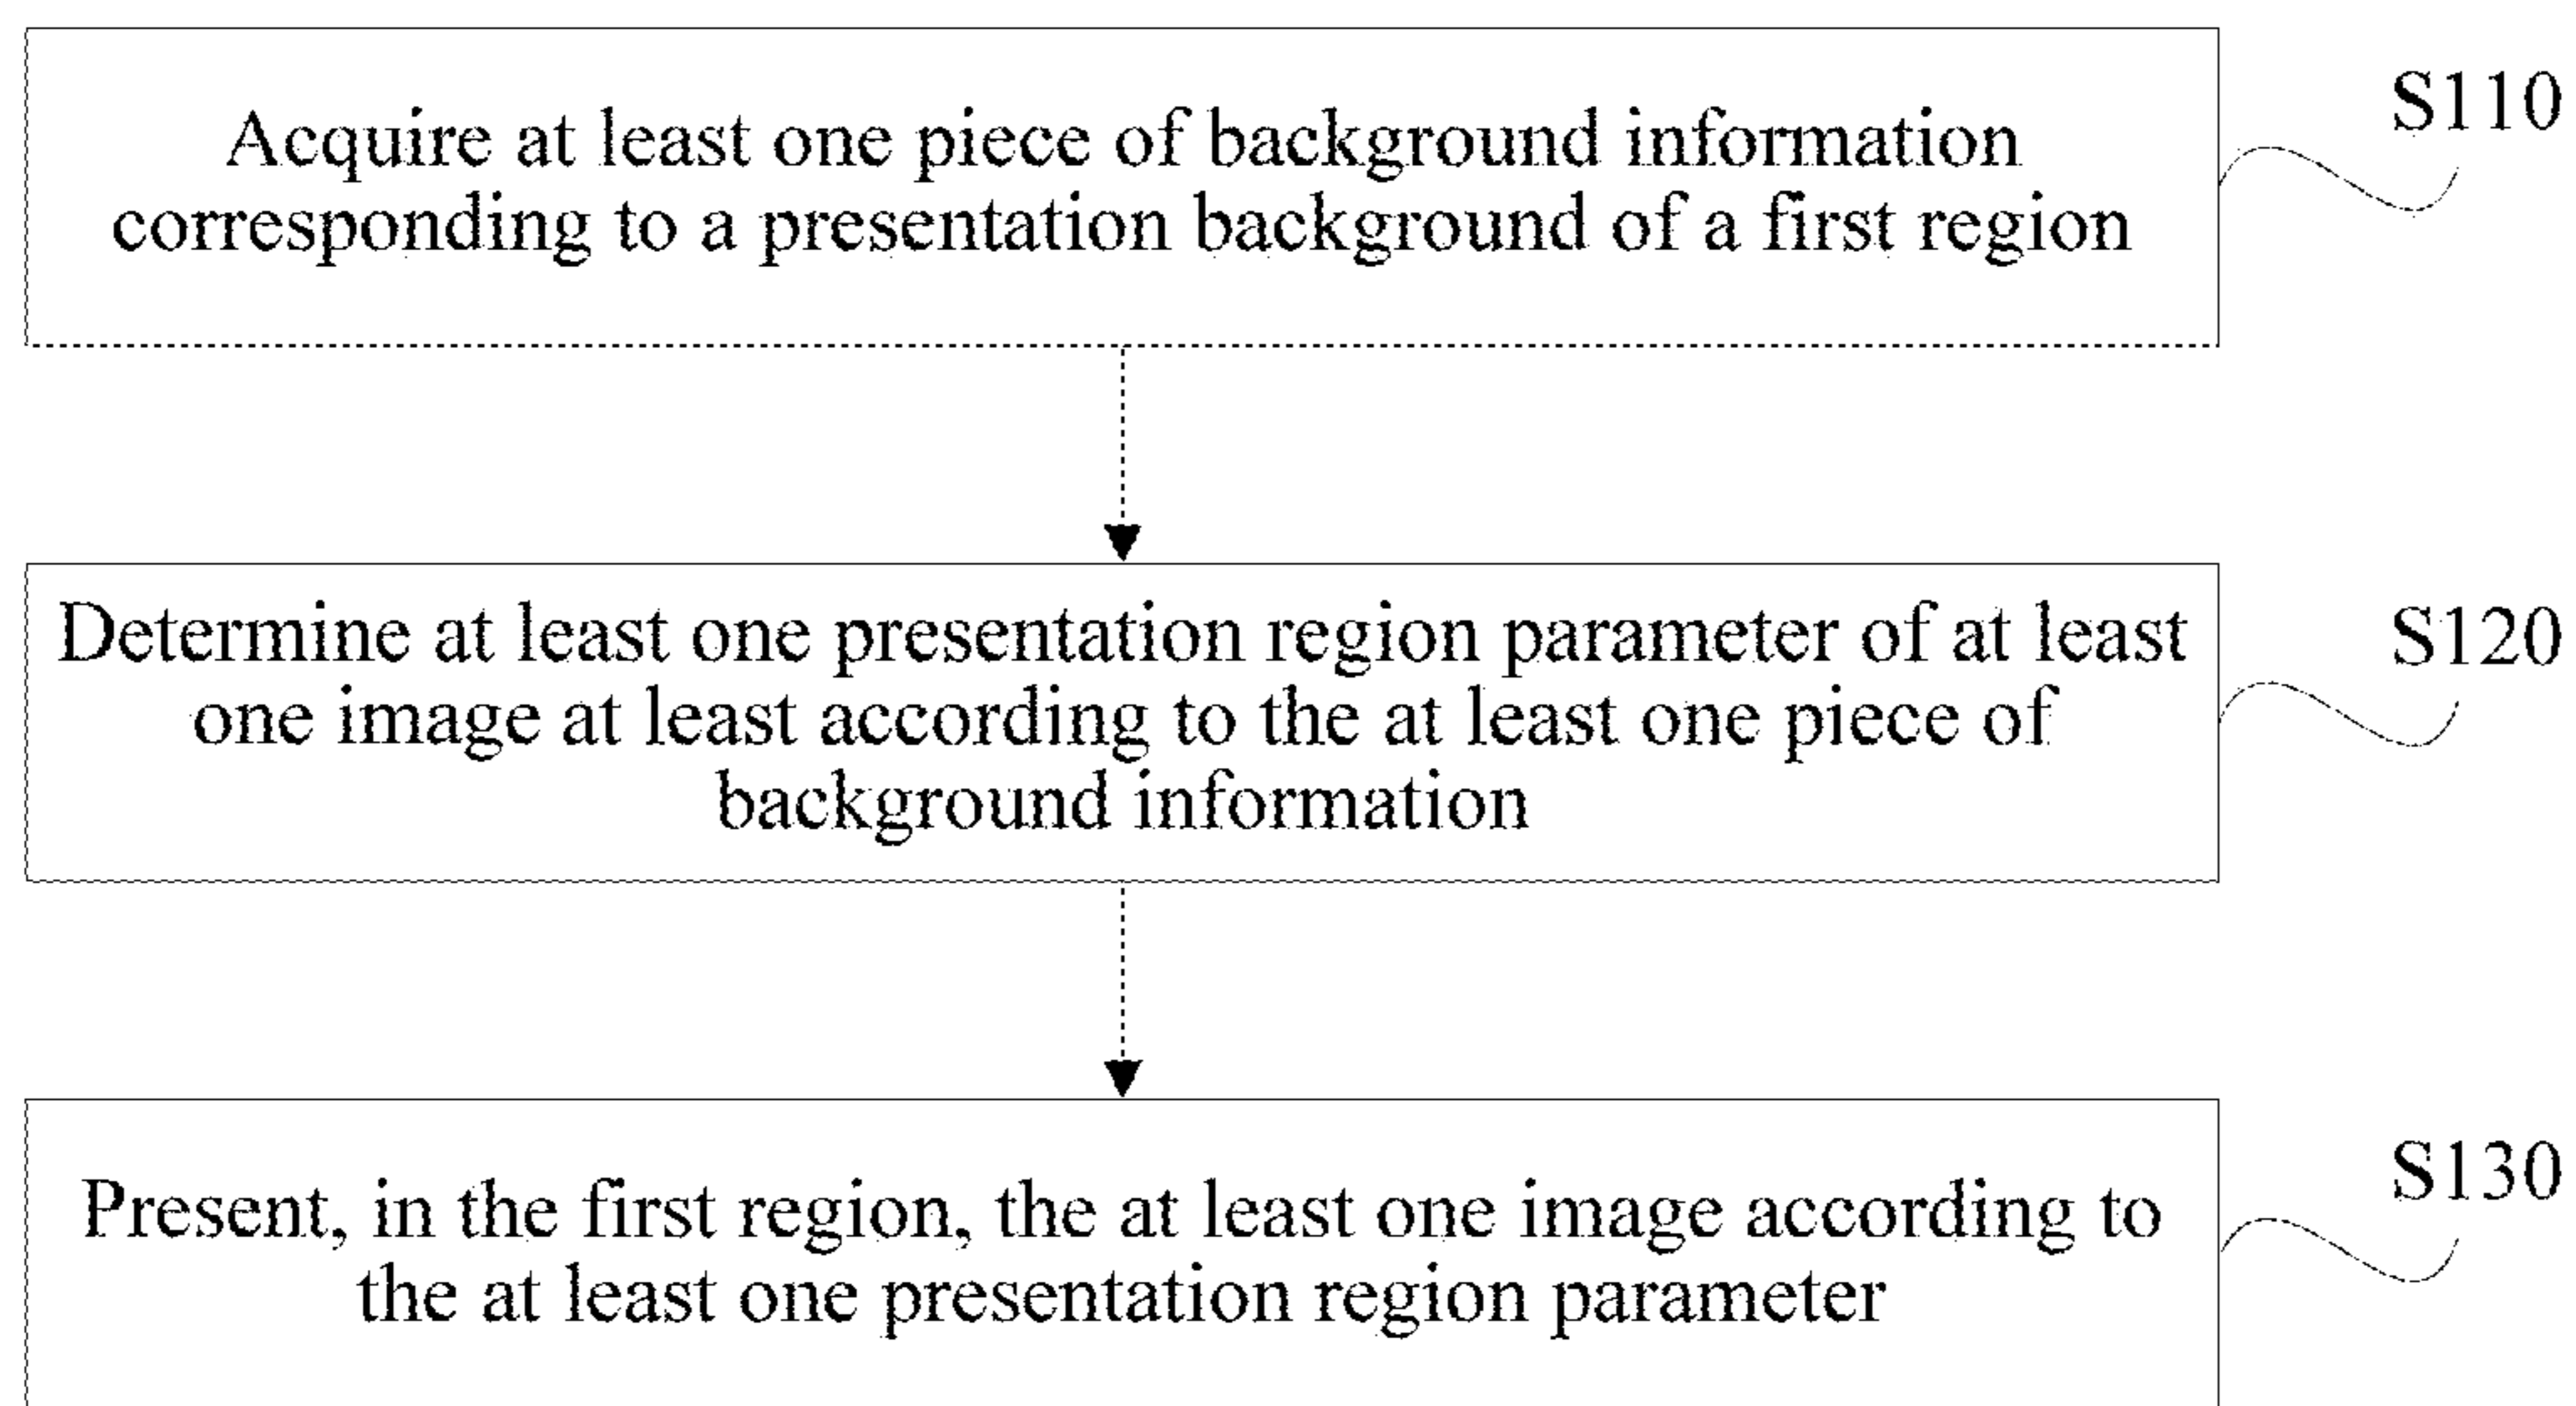 Acquire at least one piece of background information
corresponding to a presentation background of a first region
S110
Determine at least one presentation region parameter of at least
one image at least according to the at least one piece of
background information
S120
Present, in the first region, the at least one image according to
the at least one presentation region parameter
S130